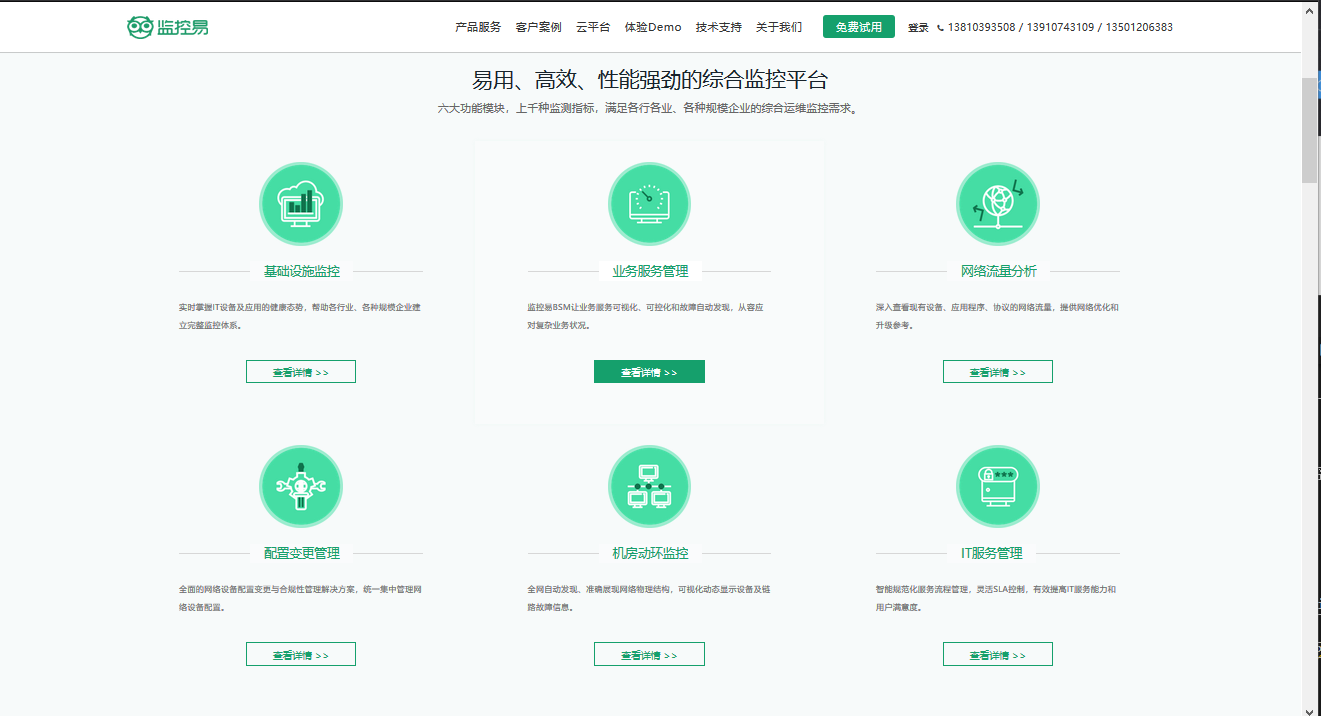 监控易
产品服务 客户案例 云平台 体验Demo 技术支持 关于我们 免费试用 登录 13810393508 / 13910743109 / 13501206383
易用、高效、性能强劲的综合监控平台
六大功能模块，上千种监测指标，满足各行各业、各种规模企业的综合运维监控需求。
基础设施监控
实时掌握IT设备及应用的健康态势，帮助各行业、各种规模企业建
立完整监控体系。
查看详情 >>
业务服务管理
监控易BSM让业务服务可视化、可控化和故障自动发现，从容应
对复杂业务状况。
查看详情 >>
网络流量分析
深入查看现有设备、应用程序、协议的网络流量，提供网络优化和
升级参考。
查看详情 >>
配置变更管理
全面的网络设备配置变更与合规性管理解决方案，统一集中管理网
络设备配置。
查看详情 >>
机房动环监控
全网自动发现、准确展现网络物理结构，可视化动态显示设备及链
路故障信息。
查看详情 >>
IT服务管理
智能规范化服务流程管理，灵活SLA控制，有效提高IT服务能力和
用户满意度。
查看详情 >>